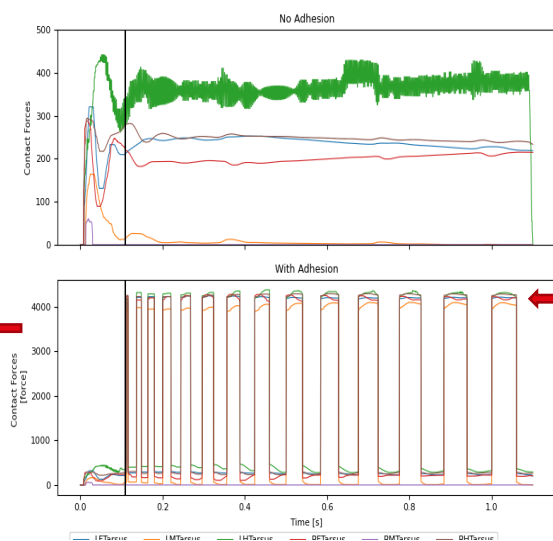 No Adhesion
500
400
300
200
100
0
Contact Forces
With Adhesion
4000
3000
2000
1000
0
Contact Forces
[force]
0.0 0.2 0.4 0.6 0.8 1.0
Time [s]
LFTarsus LMTarsus LHTarsus RFTarsus RMTarsus RHTarsus